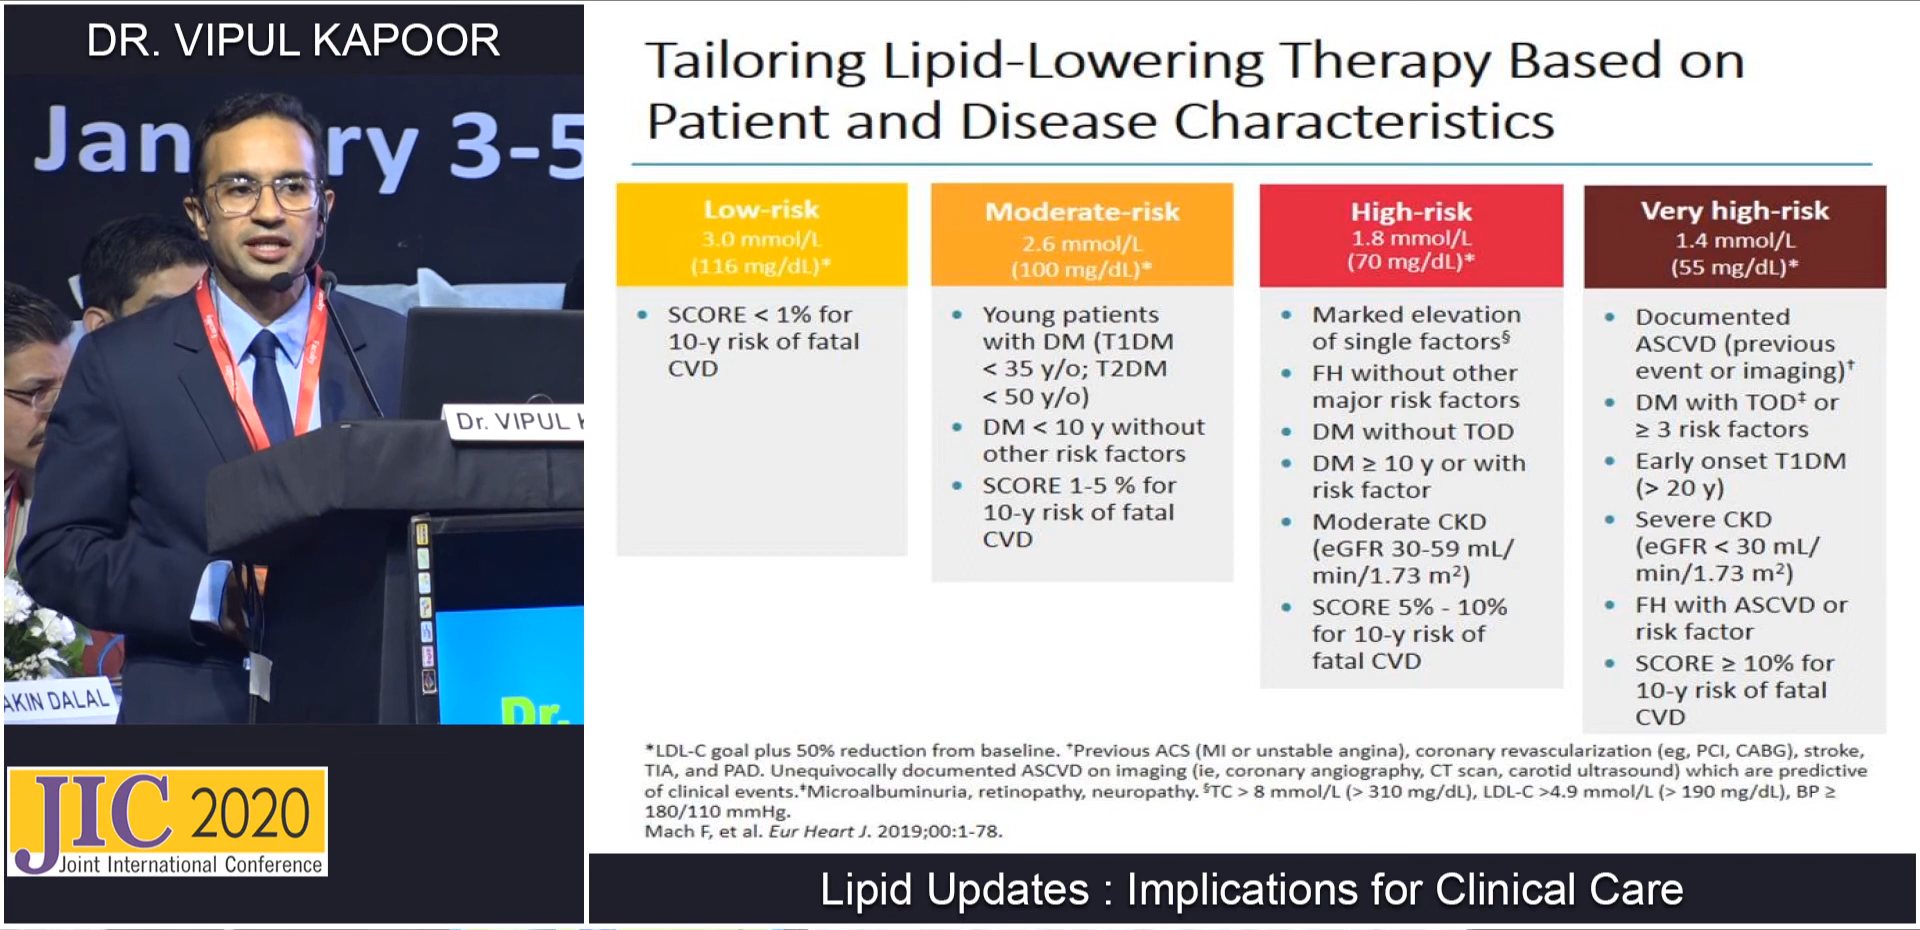 DR. VIPUL KAPOOR
January 3-5
Dr. VIPUL K
AKIN DALAL
Dr.
JIC 2020
Joint International Conference
Tailoring Lipid-Lowering Therapy Based on
Patient and Disease Characteristics
Low-risk
3.0 mmol/L
(116 mg/dL)*
SCORE < 1% for
10-y risk of fatal
CVD
Moderate-risk
2.6 mmol/L
(100 mg/dL)*
Young patients
with DM (T1DM
< 35 y/o; T2DM
< 50 y/o)
DM < 10 y without
other risk factors
SCORE 1-5 % for
10-y risk of fatal
CVD
High-risk
1.8 mmol/L
(70 mg/dL)*
Marked elevation
of single factors§
FH without other
major risk factors
DM without TOD
DM ≥ 10 y or with
risk factor
Moderate CKD
(eGFR 30-59 mL/
min/1.73 m²)
SCORE 5% - 10%
for 10-y risk of
fatal CVD
Very high-risk
1.4 mmol/L
(55 mg/dL)*
Documented
ASCVD (previous
event or imaging)†
DM with TOD‡ or
≥ 3 risk factors
Early onset T1DM
(> 20 y)
Severe CKD
(eGFR < 30 mL/
min/1.73 m²)
FH with ASCVD or
risk factor
SCORE ≥ 10% for
10-y risk of fatal
CVD
*LDL-C goal plus 50% reduction from baseline. †Previous ACS (MI or unstable angina), coronary revascularization (eg, PCI, CABG), stroke,
TIA, and PAD. Unequivocally documented ASCVD on imaging (ie, coronary angiography, CT scan, carotid ultrasound) which are predictive
of clinical events.‡Microalbuminuria, retinopathy, neuropathy. §TC > 8 mmol/L (> 310 mg/dL), LDL-C >4.9 mmol/L (> 190 mg/dL), BP ≥
180/110 mmHg.
Mach F, et al. Eur Heart J. 2019;00:1-78.
Lipid Updates : Implications for Clinical Care